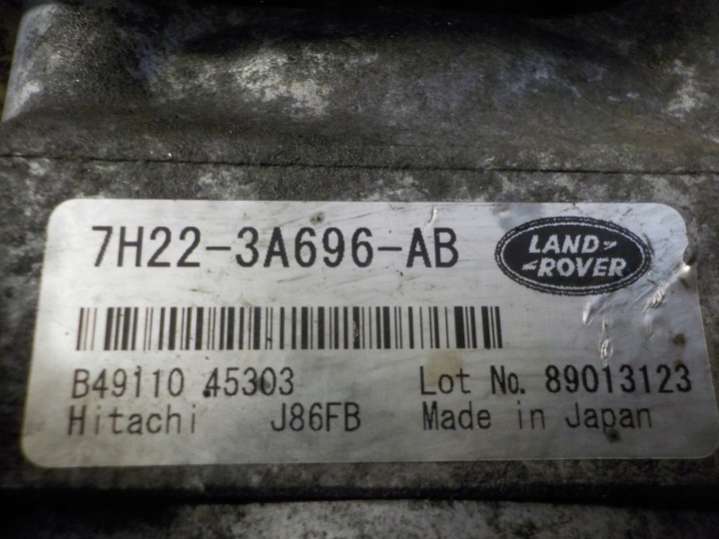 7H22-3A696-AB
LAND
ROVER
B49110 45303 Lot No. 89013123
Hitachi J86FB Made in Japan